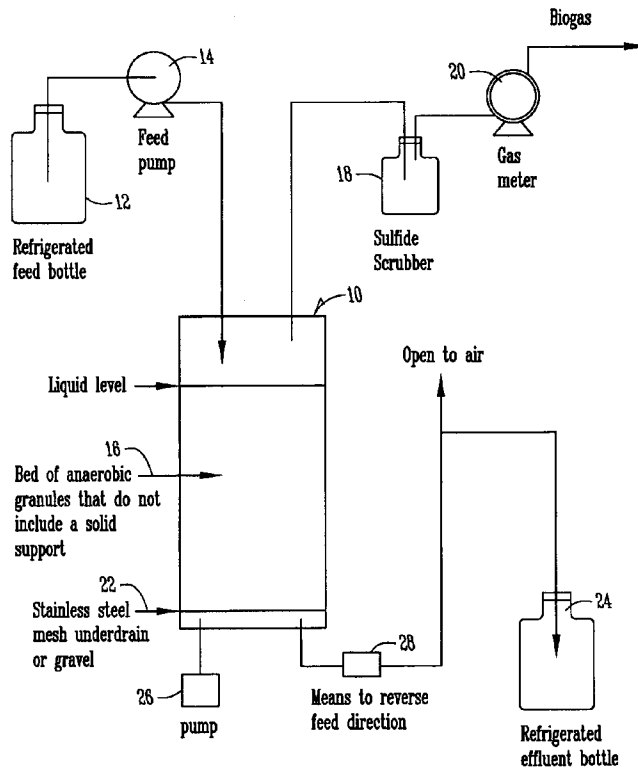 Biogas
14
20
Feed
pump
12
18
Gas
meter
Refrigerated
feed bottle
Sulfide
Scrubber
10
Open to air
Liquid level
16
Bed of anaerobic
granules that do not
include a solid
support
22
Stainless steel
mesh underdrain
or gravel
24
28
26
pump
Means to reverse
feed direction
Refrigerated
effluent bottle